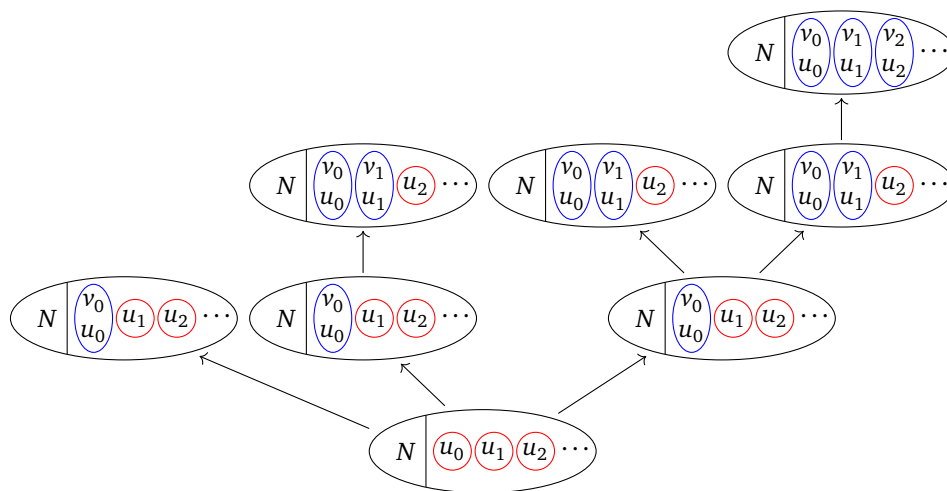 v₀ v₁ v₂
N u₀ u₁ u₂ ⋯
v₀ v₁
N u₀ u₁ u₂ ⋯
v₀ v₁
N u₀ u₁ u₂ ⋯
v₀ v₁
N u₀ u₁ u₂ ⋯
v₀
N u₀ u₁ u₂ ⋯
v₀
N u₀ u₁ u₂ ⋯
v₀
N u₀ u₁ u₂ ⋯
N u₀ u₁ u₂ ⋯